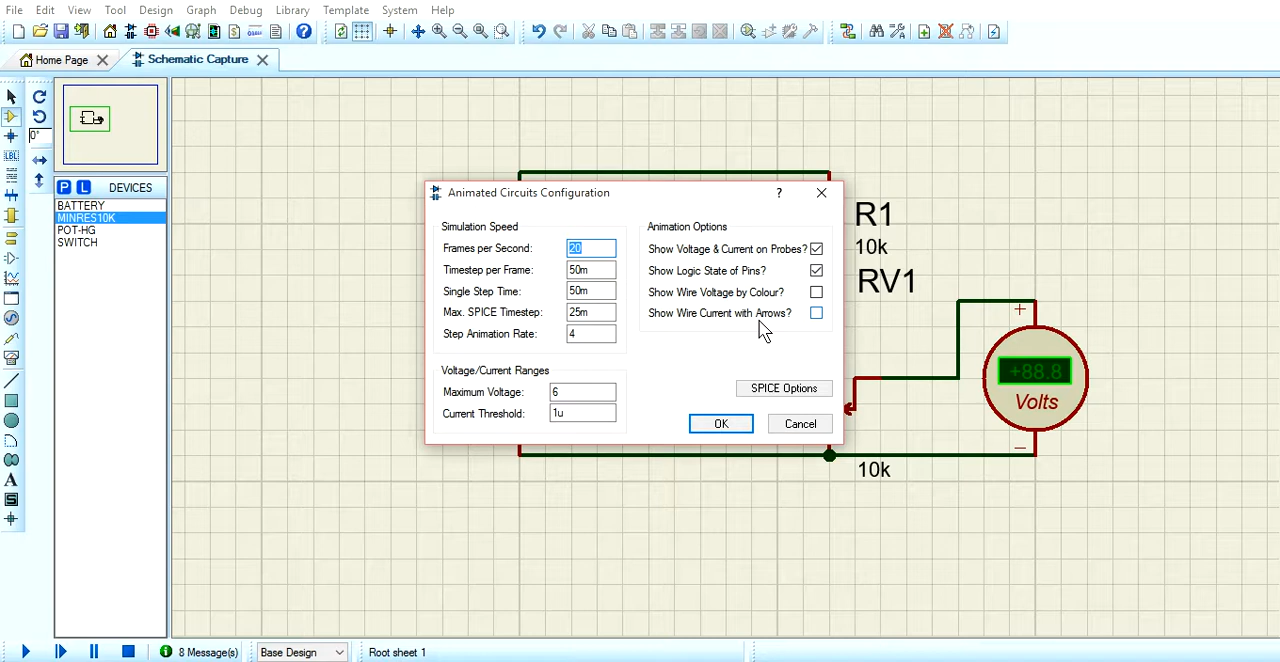 File Edit View Tool Design Graph Debug Library Template System Help
Home Page Schematic Capture
0°
LBL
P L DEVICES
BATTERY
MINRES10K
POT-HG
SWITCH
A
S
Animated Circuits Configuration ?
Simulation Speed
Frames per Second: 20
Timestep per Frame: 50m
Single Step Time: 50m
Max. SPICE Timestep: 25m
Step Animation Rate: 4
Voltage/Current Ranges
Maximum Voltage: 6
Current Threshold: 1u
Animation Options
Show Voltage & Current on Probes?
Show Logic State of Pins?
Show Wire Voltage by Colour?
Show Wire Current with Arrows?
SPICE Options
OK Cancel
R1
10k
RV1
+
+88.8
Volts
−
10k
8 Message(s) Base Design Root sheet 1